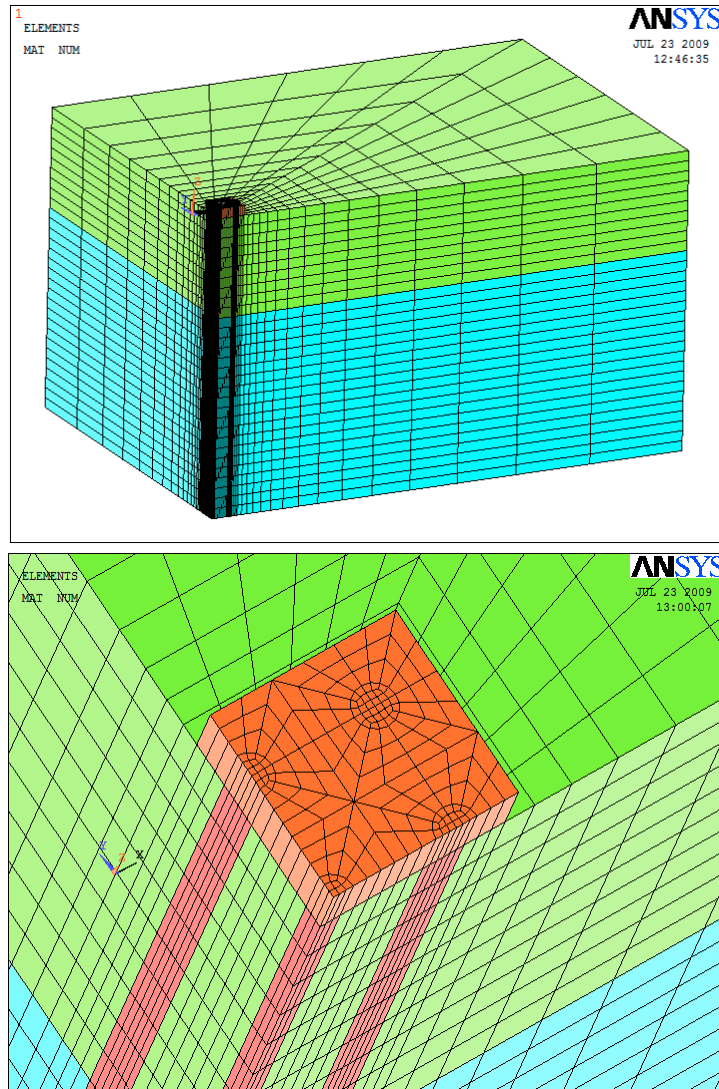 1
ELEMENTS
MAT NUM
ANSYS
JUL 23 2009
12:46:35
Z
ELEMENTS
MAT NUM
ANSYS
JUL 23 2009
13:00:07
Y
Z
X